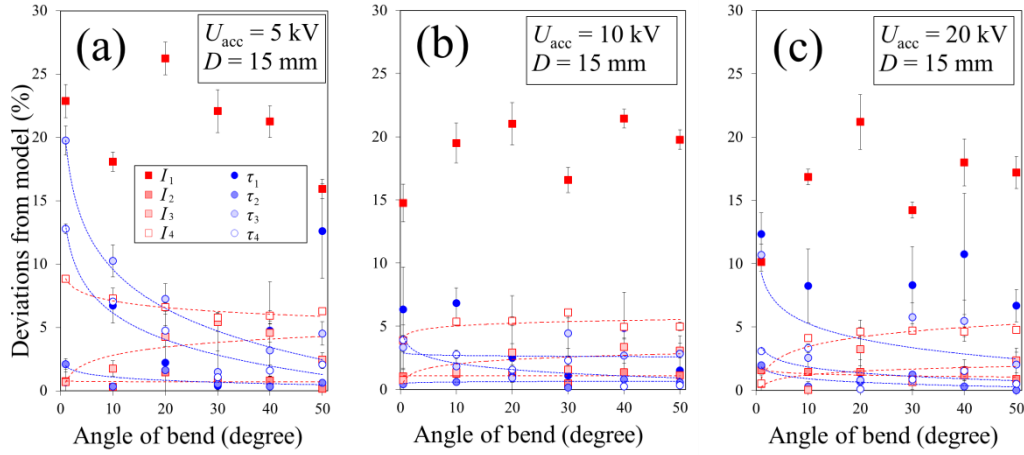 Deviations from model (%)
(a)
U_acc = 5 kV
D = 15 mm
30
25
20
15
10
5
0
I₁ τ₁
I₂ τ₂
I₃ τ₃
I₄ τ₄
0 10 20 30 40 50
Angle of bend (degree)
(b)
U_acc = 10 kV
D = 15 mm
30
25
20
15
10
5
0
0 10 20 30 40 50
Angle of bend (degree)
(c)
U_acc = 20 kV
D = 15 mm
30
25
20
15
10
5
0
0 10 20 30 40 50
Angle of bend (degree)